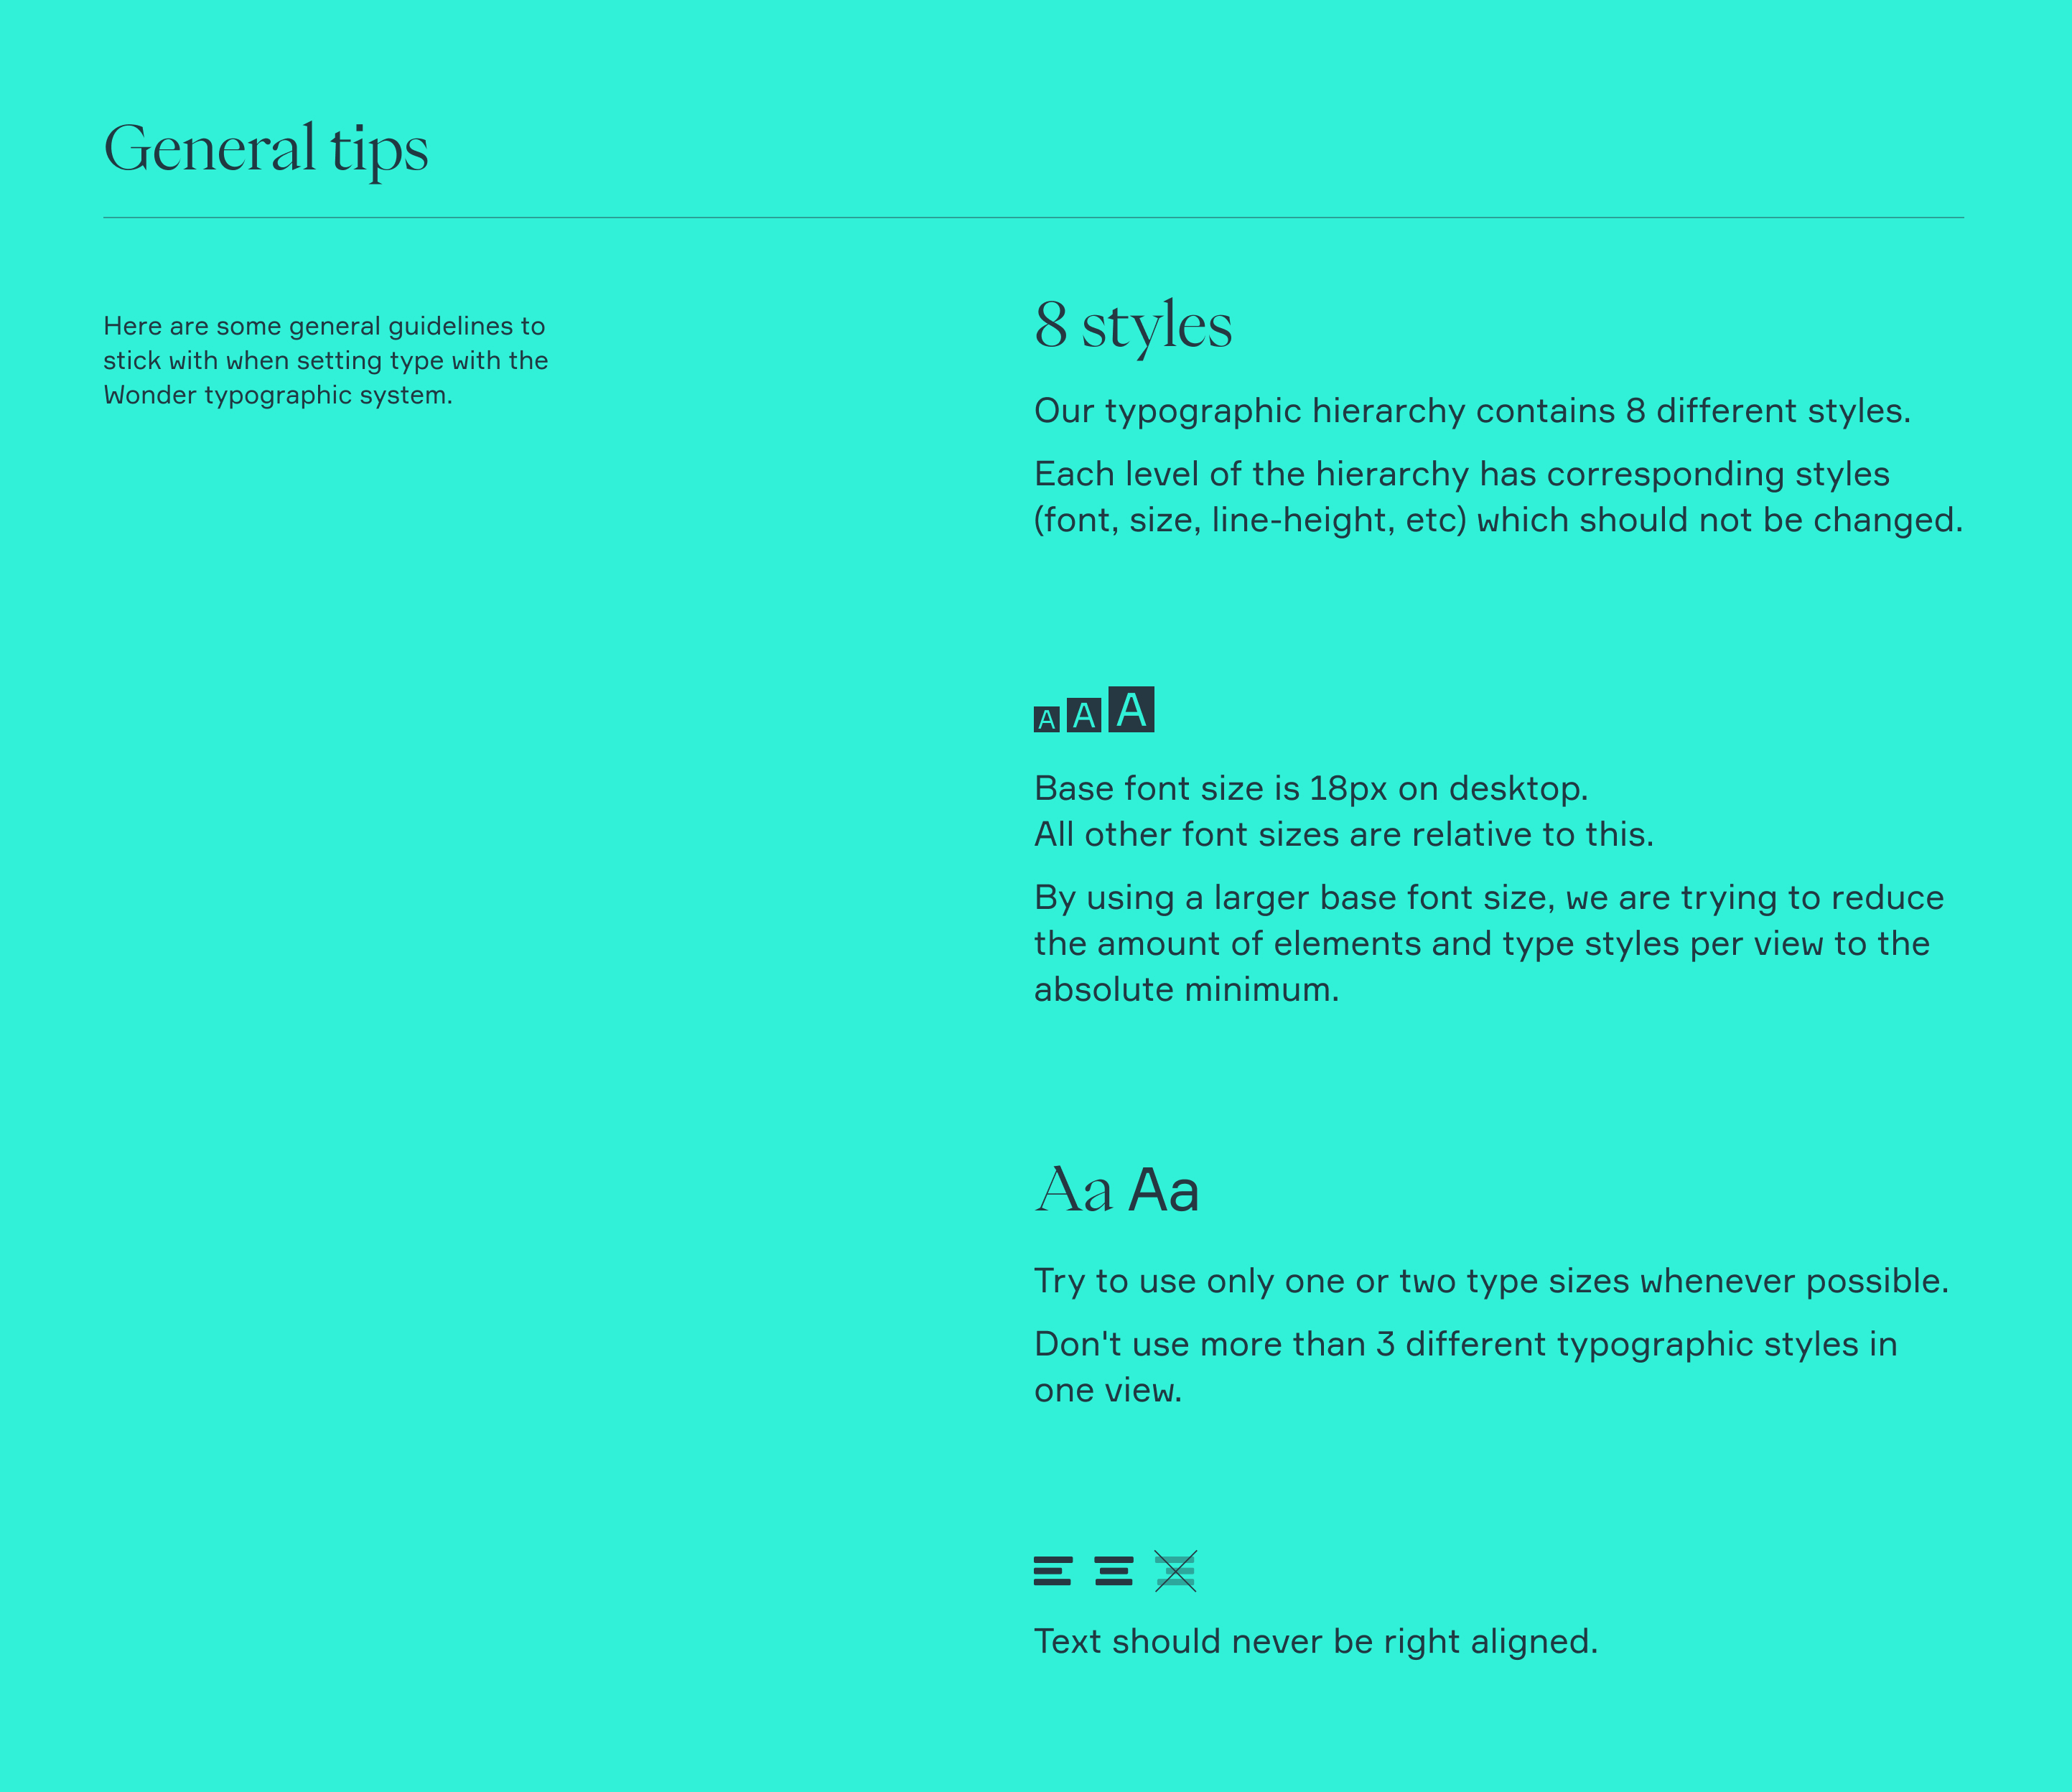 General tips
Here are some general guidelines to
stick with when setting type with the
Wonder typographic system.
8 styles
Our typographic hierarchy contains 8 different styles.
Each level of the hierarchy has corresponding styles
(font, size, line-height, etc) which should not be changed.
A A A
Base font size is 18px on desktop.
All other font sizes are relative to this.
By using a larger base font size, we are trying to reduce
the amount of elements and type styles per view to the
absolute minimum.
Aa Aa
Try to use only one or two type sizes whenever possible.
Don't use more than 3 different typographic styles in
one view.
Text should never be right aligned.